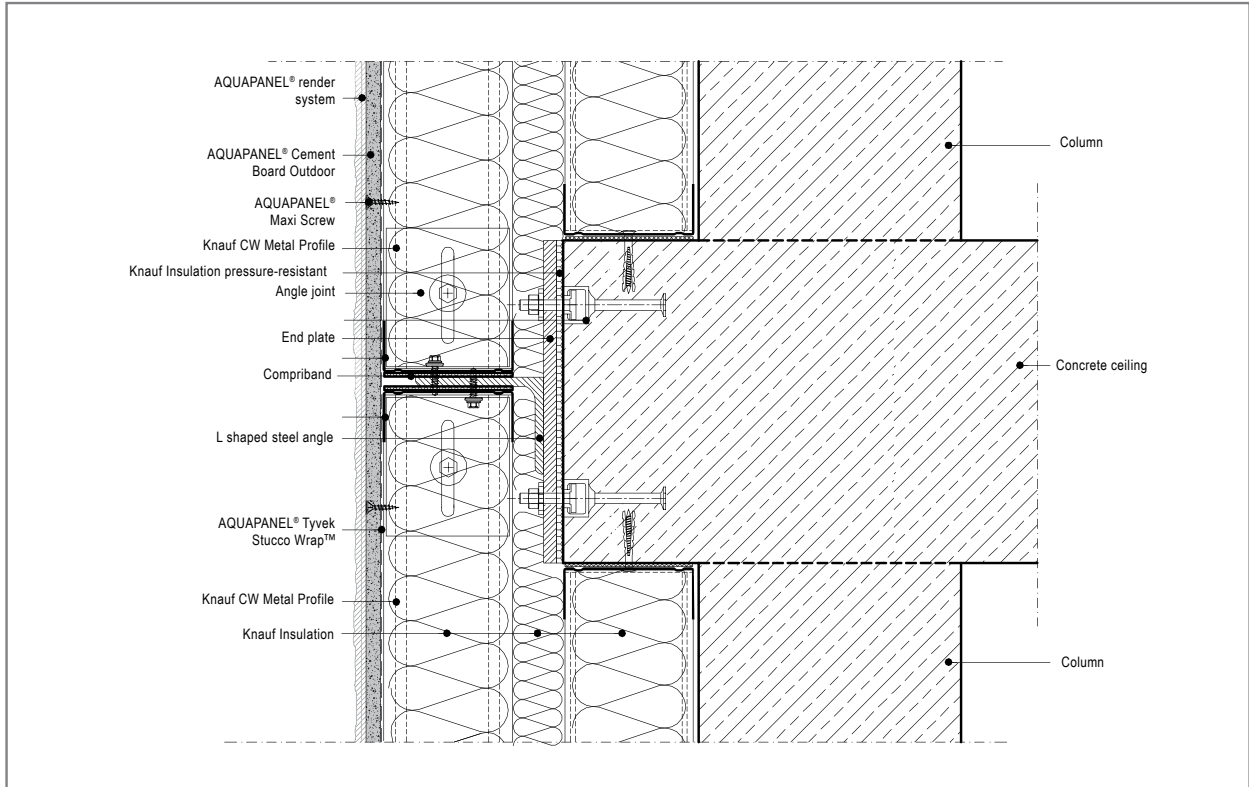 AQUAPANEL® render
system
AQUAPANEL® Cement
Board Outdoor
AQUAPANEL®
Maxi Screw
Knauf CW Metal Profile
Knauf Insulation pressure-resistant
Angle joint
End plate
Compriband
L shaped steel angle
AQUAPANEL® Tyvek
Stucco Wrap™
Knauf CW Metal Profile
Knauf Insulation
Column
Concrete ceiling
Column